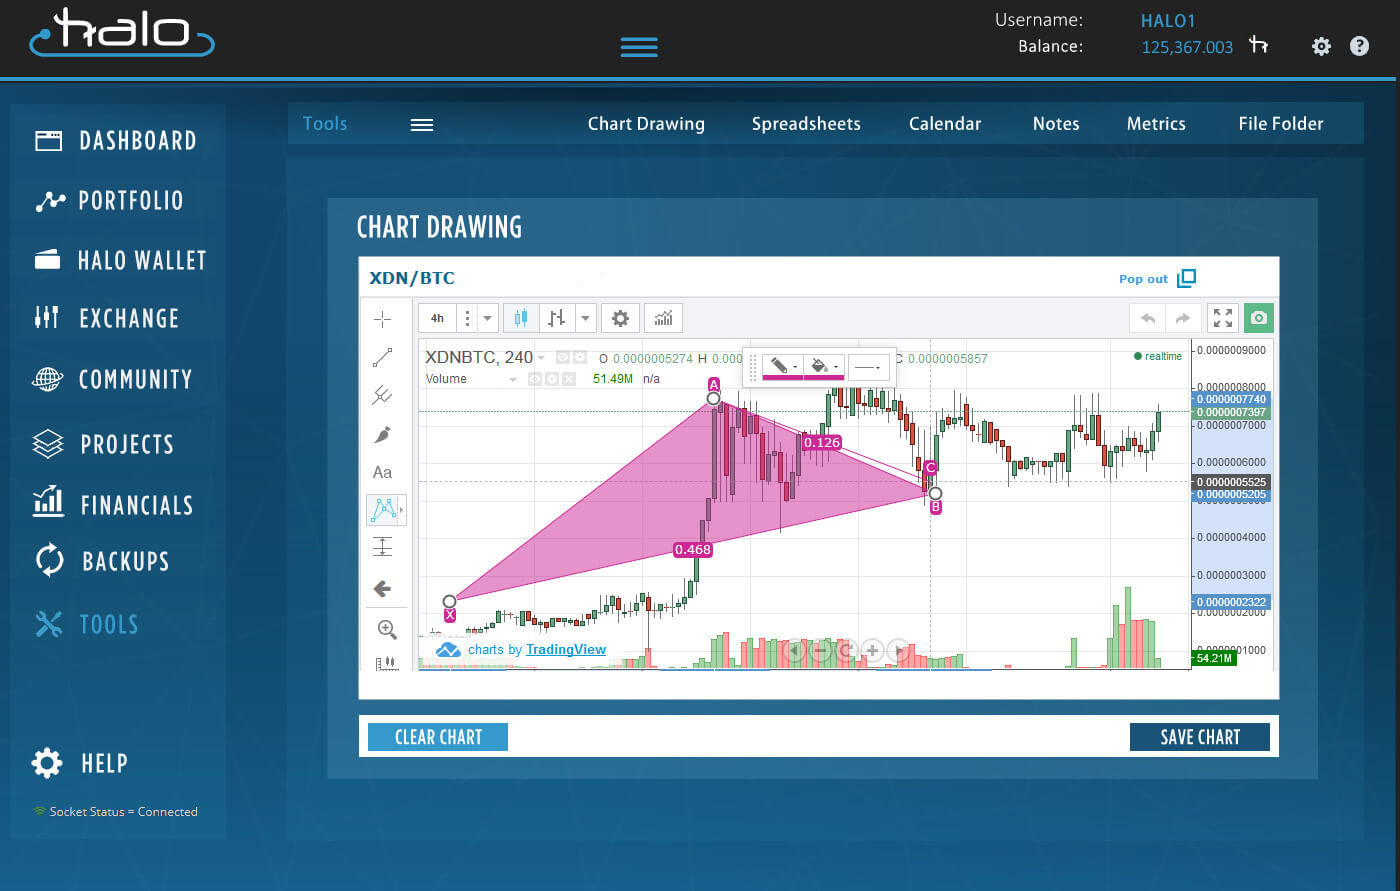 halo
Username: HALO1
Balance: 125,367.003
DASHBOARD
PORTFOLIO
HALO WALLET
EXCHANGE
COMMUNITY
PROJECTS
FINANCIALS
BACKUPS
TOOLS
HELP
Socket Status = Connected
Tools Chart Drawing Spreadsheets Calendar Notes Metrics File Folder
CHART DRAWING
XDN/BTC Pop out
4h
Aa
XDNBTC, 240 O 0.0000005274 H C 0.0000005857 realtime
Volume 51.49M n/a
A
0.126
C
B
0.468
X
0.0000009000
0.0000008000
0.0000007740
0.0000007397
0.0000007000
0.0000006000
0.0000005525
0.0000005205
0.0000004000
0.0000003000
0.0000002322
0.0000002000
0.0000001000
54.21M
charts by TradingView
CLEAR CHART SAVE CHART